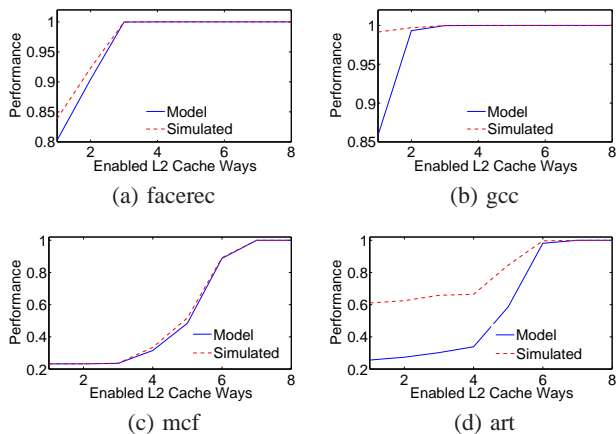 1
0.95
0.9
0.85
0.8
Performance
Model
Simulated
2 4 6 8
Enabled L2 Cache Ways
(a) facerec
1
0.95
0.9
0.85
Performance
Model
Simulated
2 4 6 8
Enabled L2 Cache Ways
(b) gcc
1
0.8
0.6
0.4
0.2
Performance
Model
Simulated
2 4 6 8
Enabled L2 Cache Ways
(c) mcf
1
0.8
0.6
0.4
0.2
Performance
Model
Simulated
2 4 6 8
Enabled L2 Cache Ways
(d) art